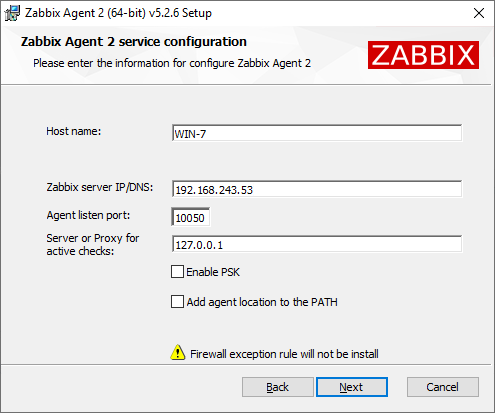 Zabbix Agent 2 (64-bit) v5.2.6 Setup
Zabbix Agent 2 service configuration
Please enter the information for configure Zabbix Agent 2
ZABBIX
Host name:
WIN-7
Zabbix server IP/DNS:
192.168.243.53
Agent listen port:
10050
Server or Proxy for
active checks:
127.0.0.1
Enable PSK
Add agent location to the PATH
Firewall exception rule will not be install
Back
Next
Cancel